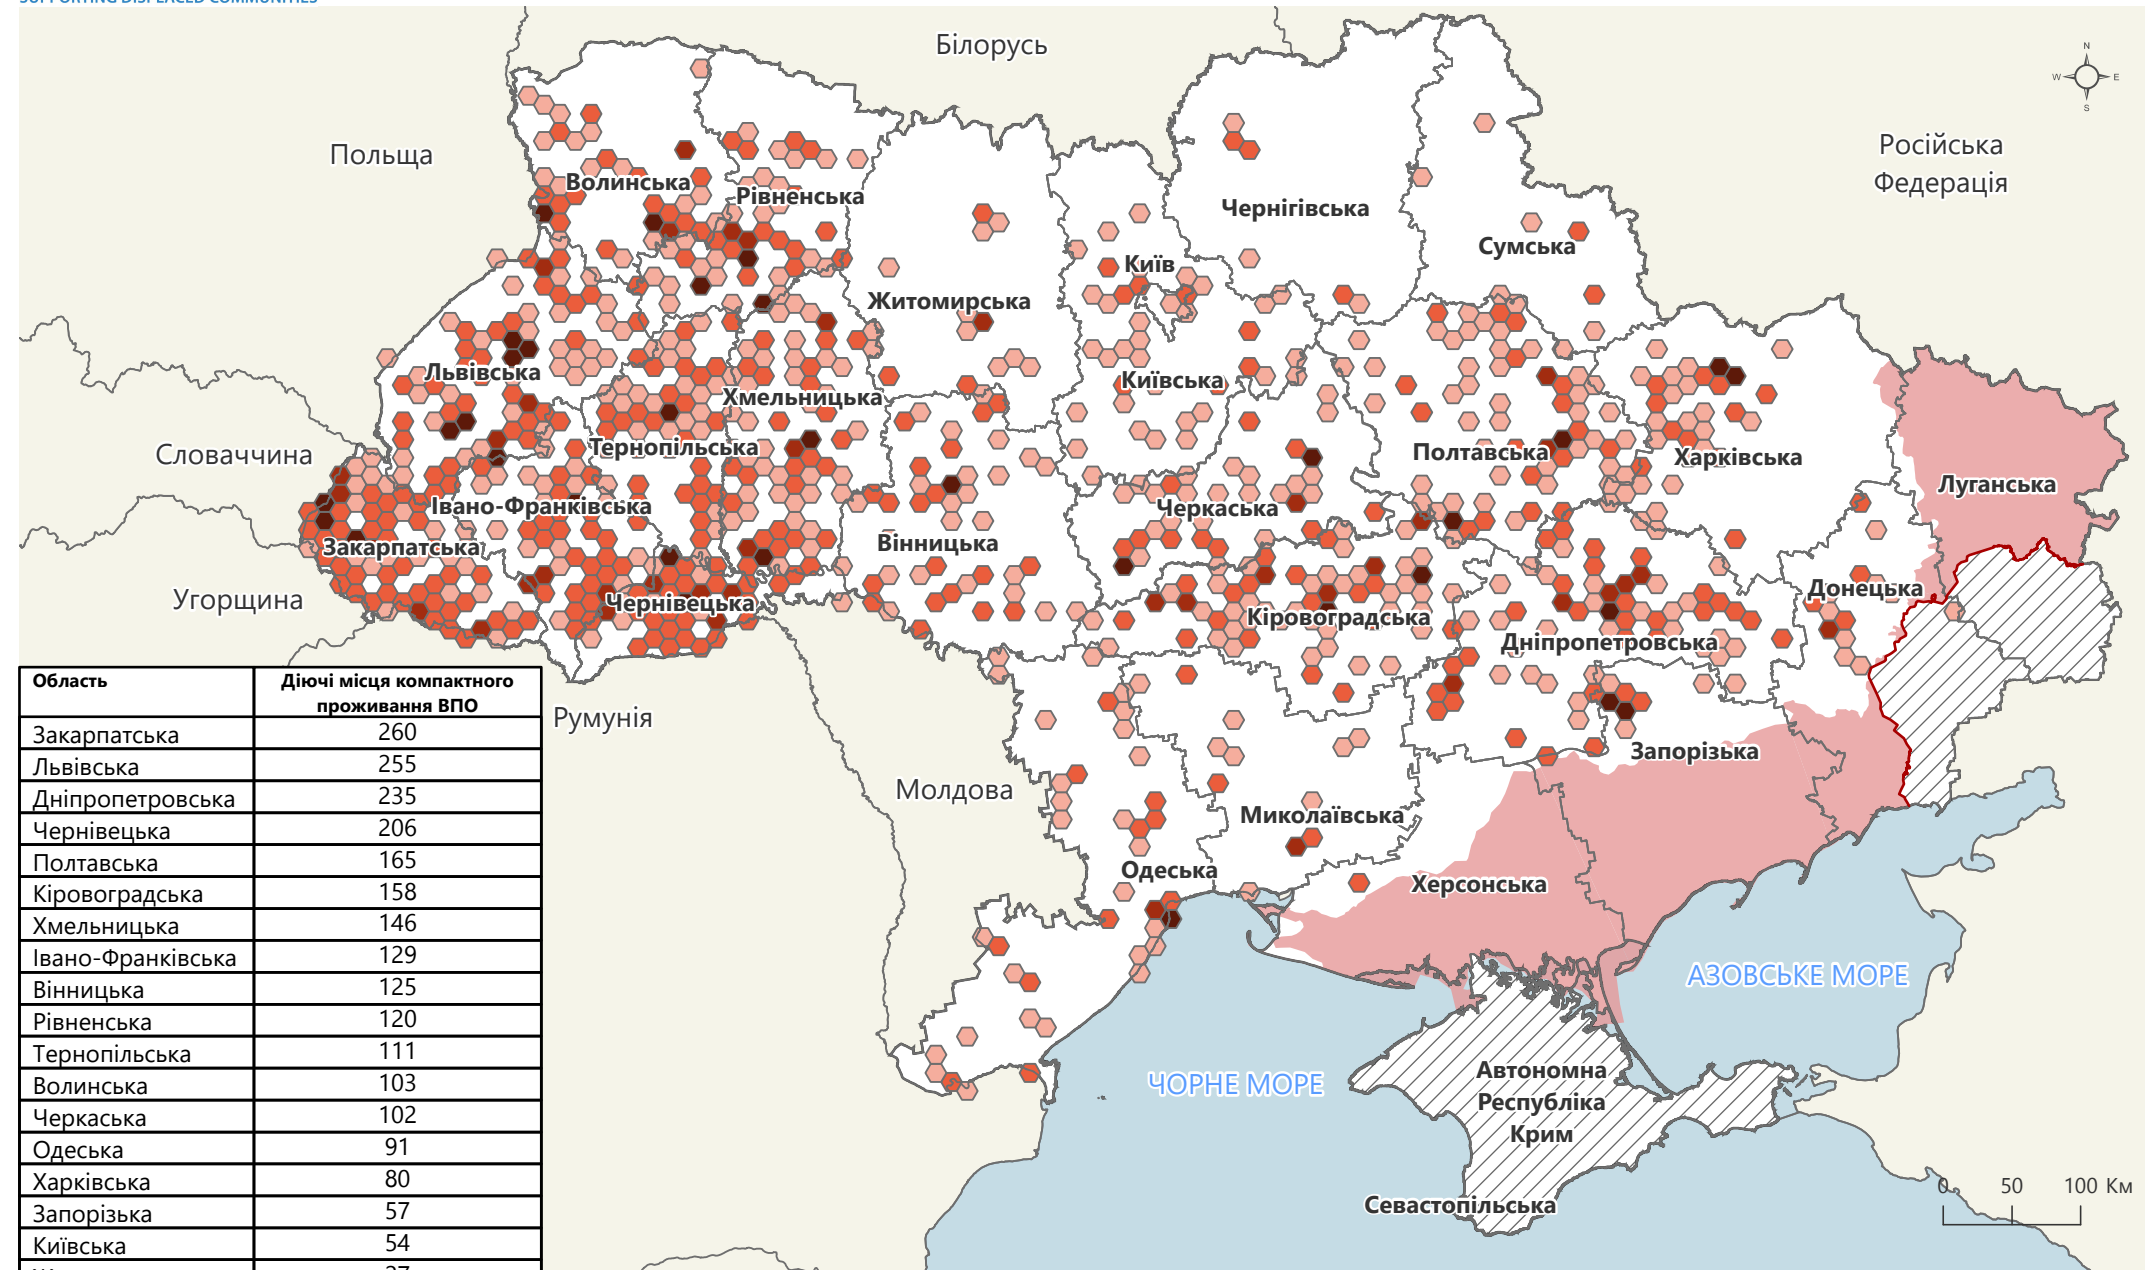 SUPPORTING DISPLACED COMMUNITIES
Білорусь
N
W
E
S
Польща
Російська
Федерація
Волинська
Рівненська
Чернігівська
Сумська
Київ
Житомирська
Львівська
Хмельницька
Київська
Словаччина
Тернопільська
Полтавська
Харківська
Луганська
Івано-Франківська
Черкаська
Закарпатська
Вінницька
Угорщина
Чернівецька
Кіровоградська
Донецька
Дніпропетровська
Румунія
Запорізька
Молдова
Миколаївська
Одеська
Херсонська
АЗОВСЬКЕ МОРЕ
ЧОРНЕ МОРЕ
Автономна
Республіка
Крим
Севастопільська
0 50 100 Км
Область Діючі місця компактного
проживання ВПО
Закарпатська 260
Львівська 255
Дніпропетровська 235
Чернівецька 206
Полтавська 165
Кіровоградська 158
Хмельницька 146
Івано-Франківська 129
Вінницька 125
Рівненська 120
Тернопільська 111
Волинська 103
Черкаська 102
Одеська 91
Харківська 80
Запорізька 57
Київська 54